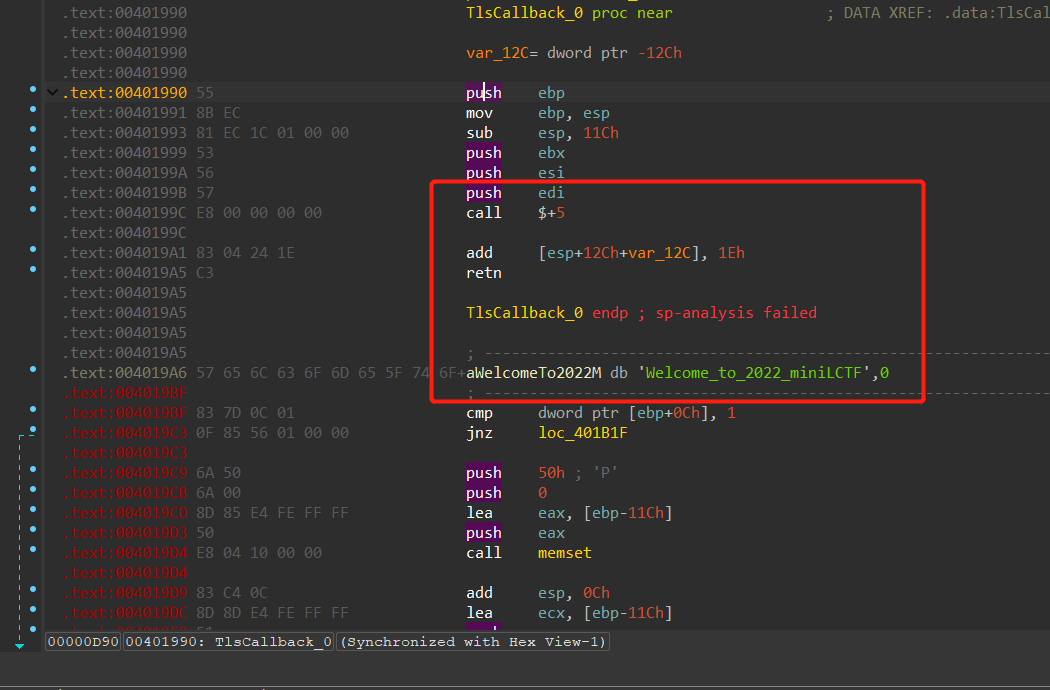 .text:00401990 TlsCallback_0 proc near ; DATA XREF: .data:TlsCal
.text:00401990
.text:00401990 var_12C= dword ptr -12Ch
.text:00401990
.text:00401990 55 push ebp
.text:00401991 8B EC mov ebp, esp
.text:00401993 81 EC 1C 01 00 00 sub esp, 11Ch
.text:00401999 53 push ebx
.text:0040199A 56 push esi
.text:0040199B 57 push edi
.text:0040199C E8 00 00 00 00 call $+5
.text:0040199C
.text:004019A1 83 04 24 1E add [esp+12Ch+var_12C], 1Eh
.text:004019A5 C3 retn
.text:004019A5
.text:004019A5 TlsCallback_0 endp ; sp-analysis failed
.text:004019A5
.text:004019A5 ; ---------------------------------------------------------------
.text:004019A6 57 65 6C 63 6F 6D 65 5F 74 6F+aWelcomeTo2022M db 'Welcome_to_2022_miniLCTF',0
.text:004019BF ; ---------------------------------------------------------------
.text:004019BF 83 7D 0C 01 cmp dword ptr [ebp+0Ch], 1
.text:004019C3 0F 85 56 01 00 00 jnz loc_401B1F
.text:004019C3
.text:004019C9 6A 50 push 50h ; 'P'
.text:004019CB 6A 00 push 0
.text:004019CD 8D 85 E4 FE FF FF lea eax, [ebp-11Ch]
.text:004019D3 50 push eax
.text:004019D4 E8 04 10 00 00 call memset
.text:004019D4
.text:004019D9 83 C4 0C add esp, 0Ch
.text:004019DC 8D 8D E4 FE FF FF lea ecx, [ebp-11Ch]
00000D90 00401990: TlsCallback_0 (Synchronized with Hex View-1)